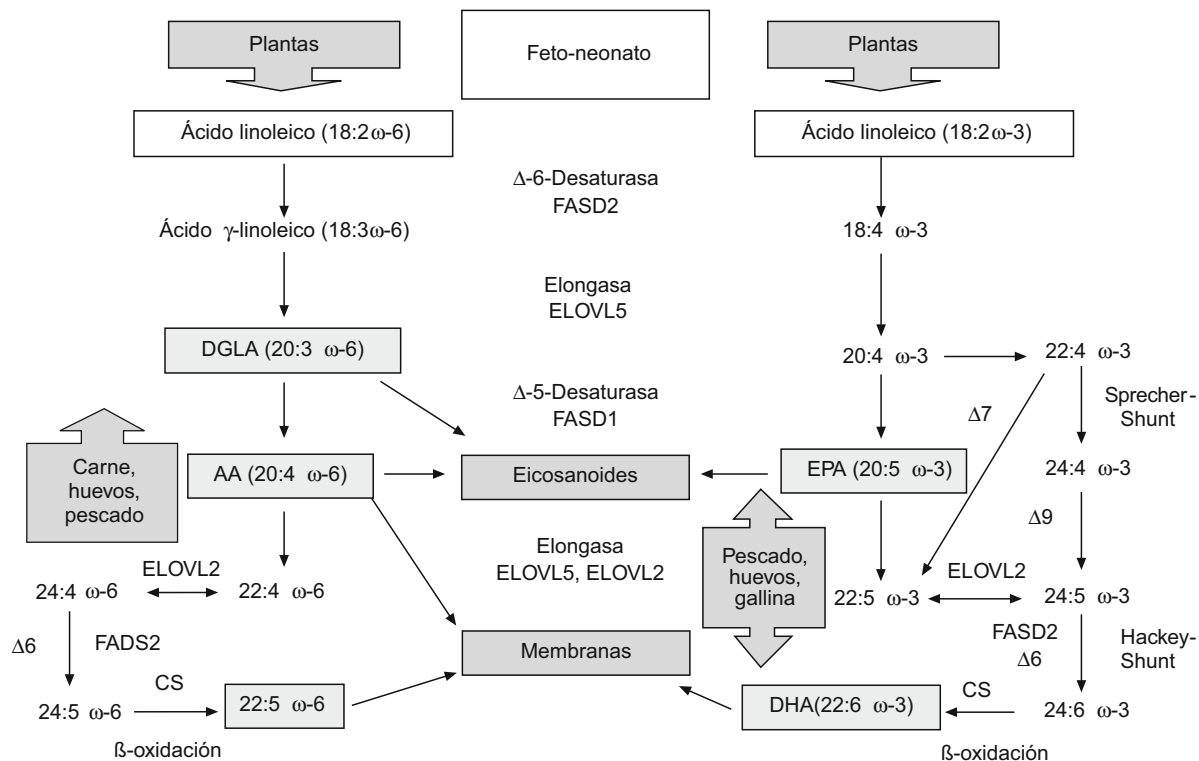 Plantas
Feto-neonato
Plantas
Ácido linoleico (18:2ω-6)
Ácido linoleico (18:2ω-3)
Δ-6-Desaturasa
FASD2
Ácido γ-linoleico (18:3ω-6)
18:4 ω-3
Elongasa
ELOVL5
DGLA (20:3 ω-6)
20:4 ω-3
22:4 ω-3
Δ-5-Desaturasa
FASD1
Δ7
Sprecher-
Shunt
Carne,
huevos,
pescado
AA (20:4 ω-6)
Eicosanoides
EPA (20:5 ω-3)
24:4 ω-3
Δ9
Elongasa
ELOVL5, ELOVL2
Pescado,
huevos,
gallina
ELOVL2
24:4 ω-6
22:4 ω-6
ELOVL2
22:5 ω-3
24:5 ω-3
Δ6
FADS2
Membranas
FASD2
Δ6
Hackey-
Shunt
CS
24:5 ω-6
22:5 ω-6
DHA(22:6 ω-3)
CS
24:6 ω-3
ß-oxidación
ß-oxidación